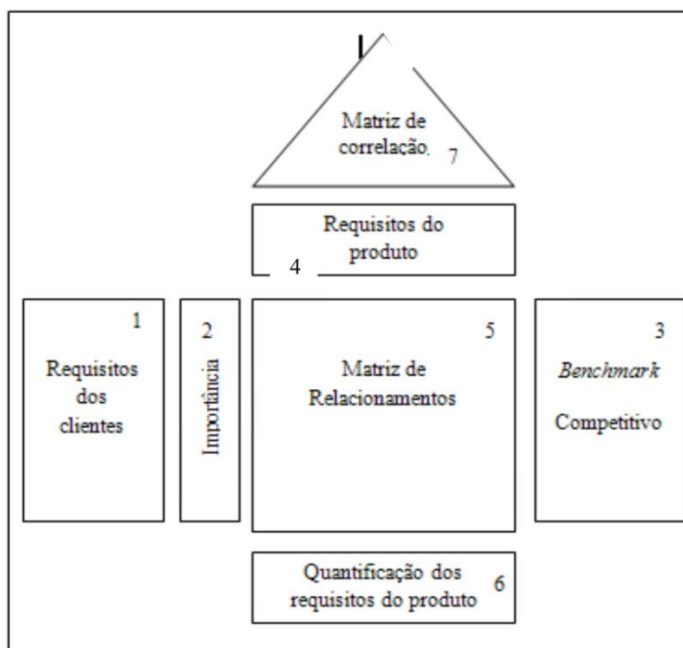 Matriz de
correlação.
7
Requisitos do
produto
4
1
Requisitos
dos
clientes
2
Importância
5
Matriz de
Relacionamentos
3
Benchmark
Competitivo
Quantificação dos
requisitos do produto
6